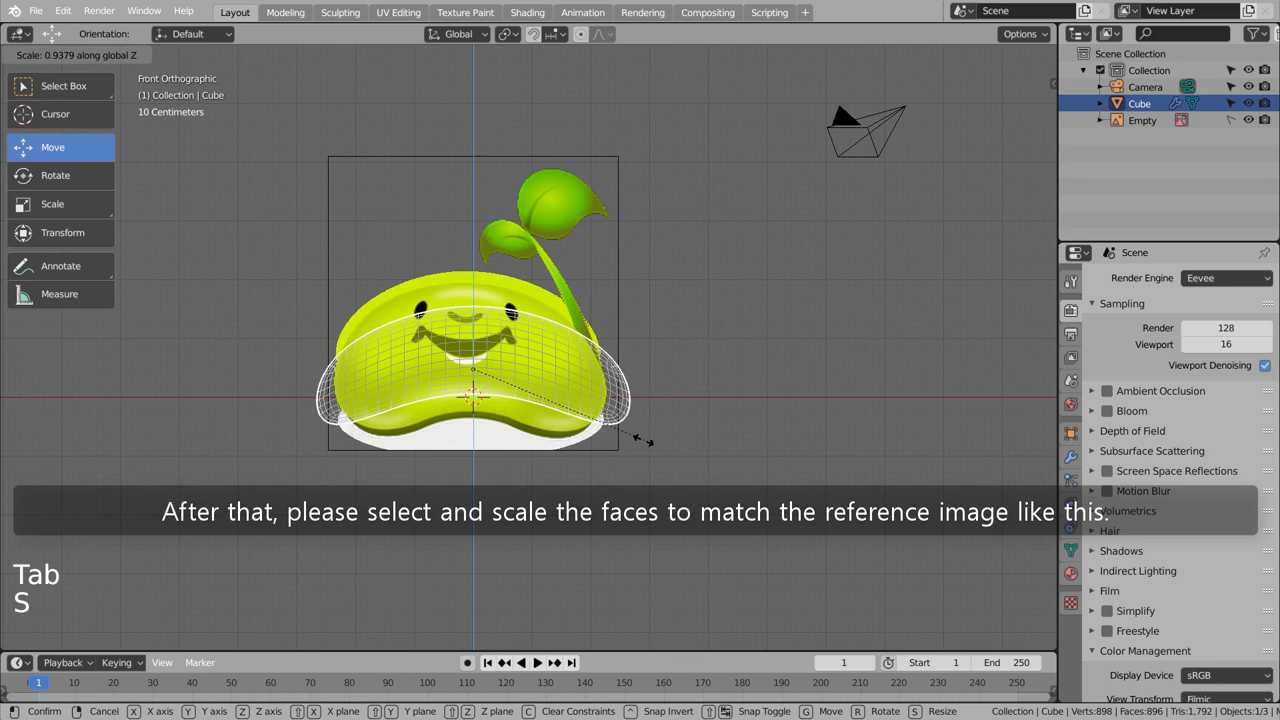 File Edit Render Window Help Layout Modeling Sculpting UV Editing Texture Paint Shading Animation Rendering Compositing Scripting + Scene View Layer
Orientation: Default Global Options
Scale: 0.9379 along global Z
Select Box
Cursor
Move
Rotate
Scale
Transform
Annotate
Measure
Front Orthographic
(1) Collection | Cube
10 Centimeters
Scene Collection
Collection
Camera
Cube
Empty
Scene
Render Engine Eevee
Sampling
Render 128
Viewport 16
Viewport Denoising
Ambient Occlusion
Bloom
Depth of Field
Subsurface Scattering
Screen Space Reflections
Motion Blur
Volumetrics
Hair
Shadows
Indirect Lighting
Film
Simplify
Freestyle
Color Management
Display Device sRGB
View Transform Filmic
After that, please select and scale the faces to match the reference image like this.
Tab
S
Playback Keying View Marker 1 Start 1 End 250
1 10 20 30 40 50 60 70 80 90 100 110 120 130 140 150 160 170 180 190 200 210 220 230 240 250
Confirm Cancel X X axis Y Y axis Z Z axis X X plane Y Y plane Z Z Plane C Clear Constraints ^ Snap Invert Snap Toggle G Move R Rotate S Resize Collection | Cube | Verts:898 | Faces:896 | Tris:1,792 | Objects:1/3 |